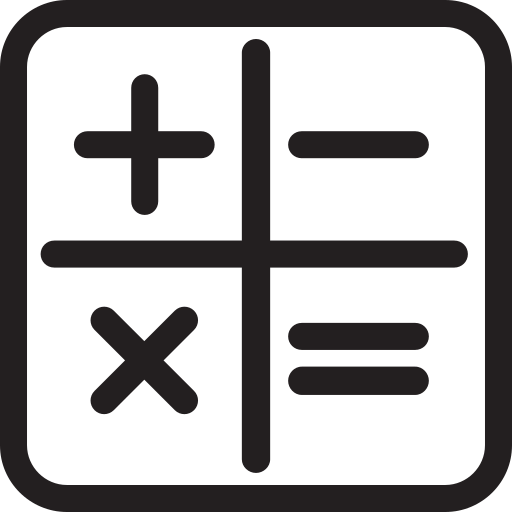 + −
× =